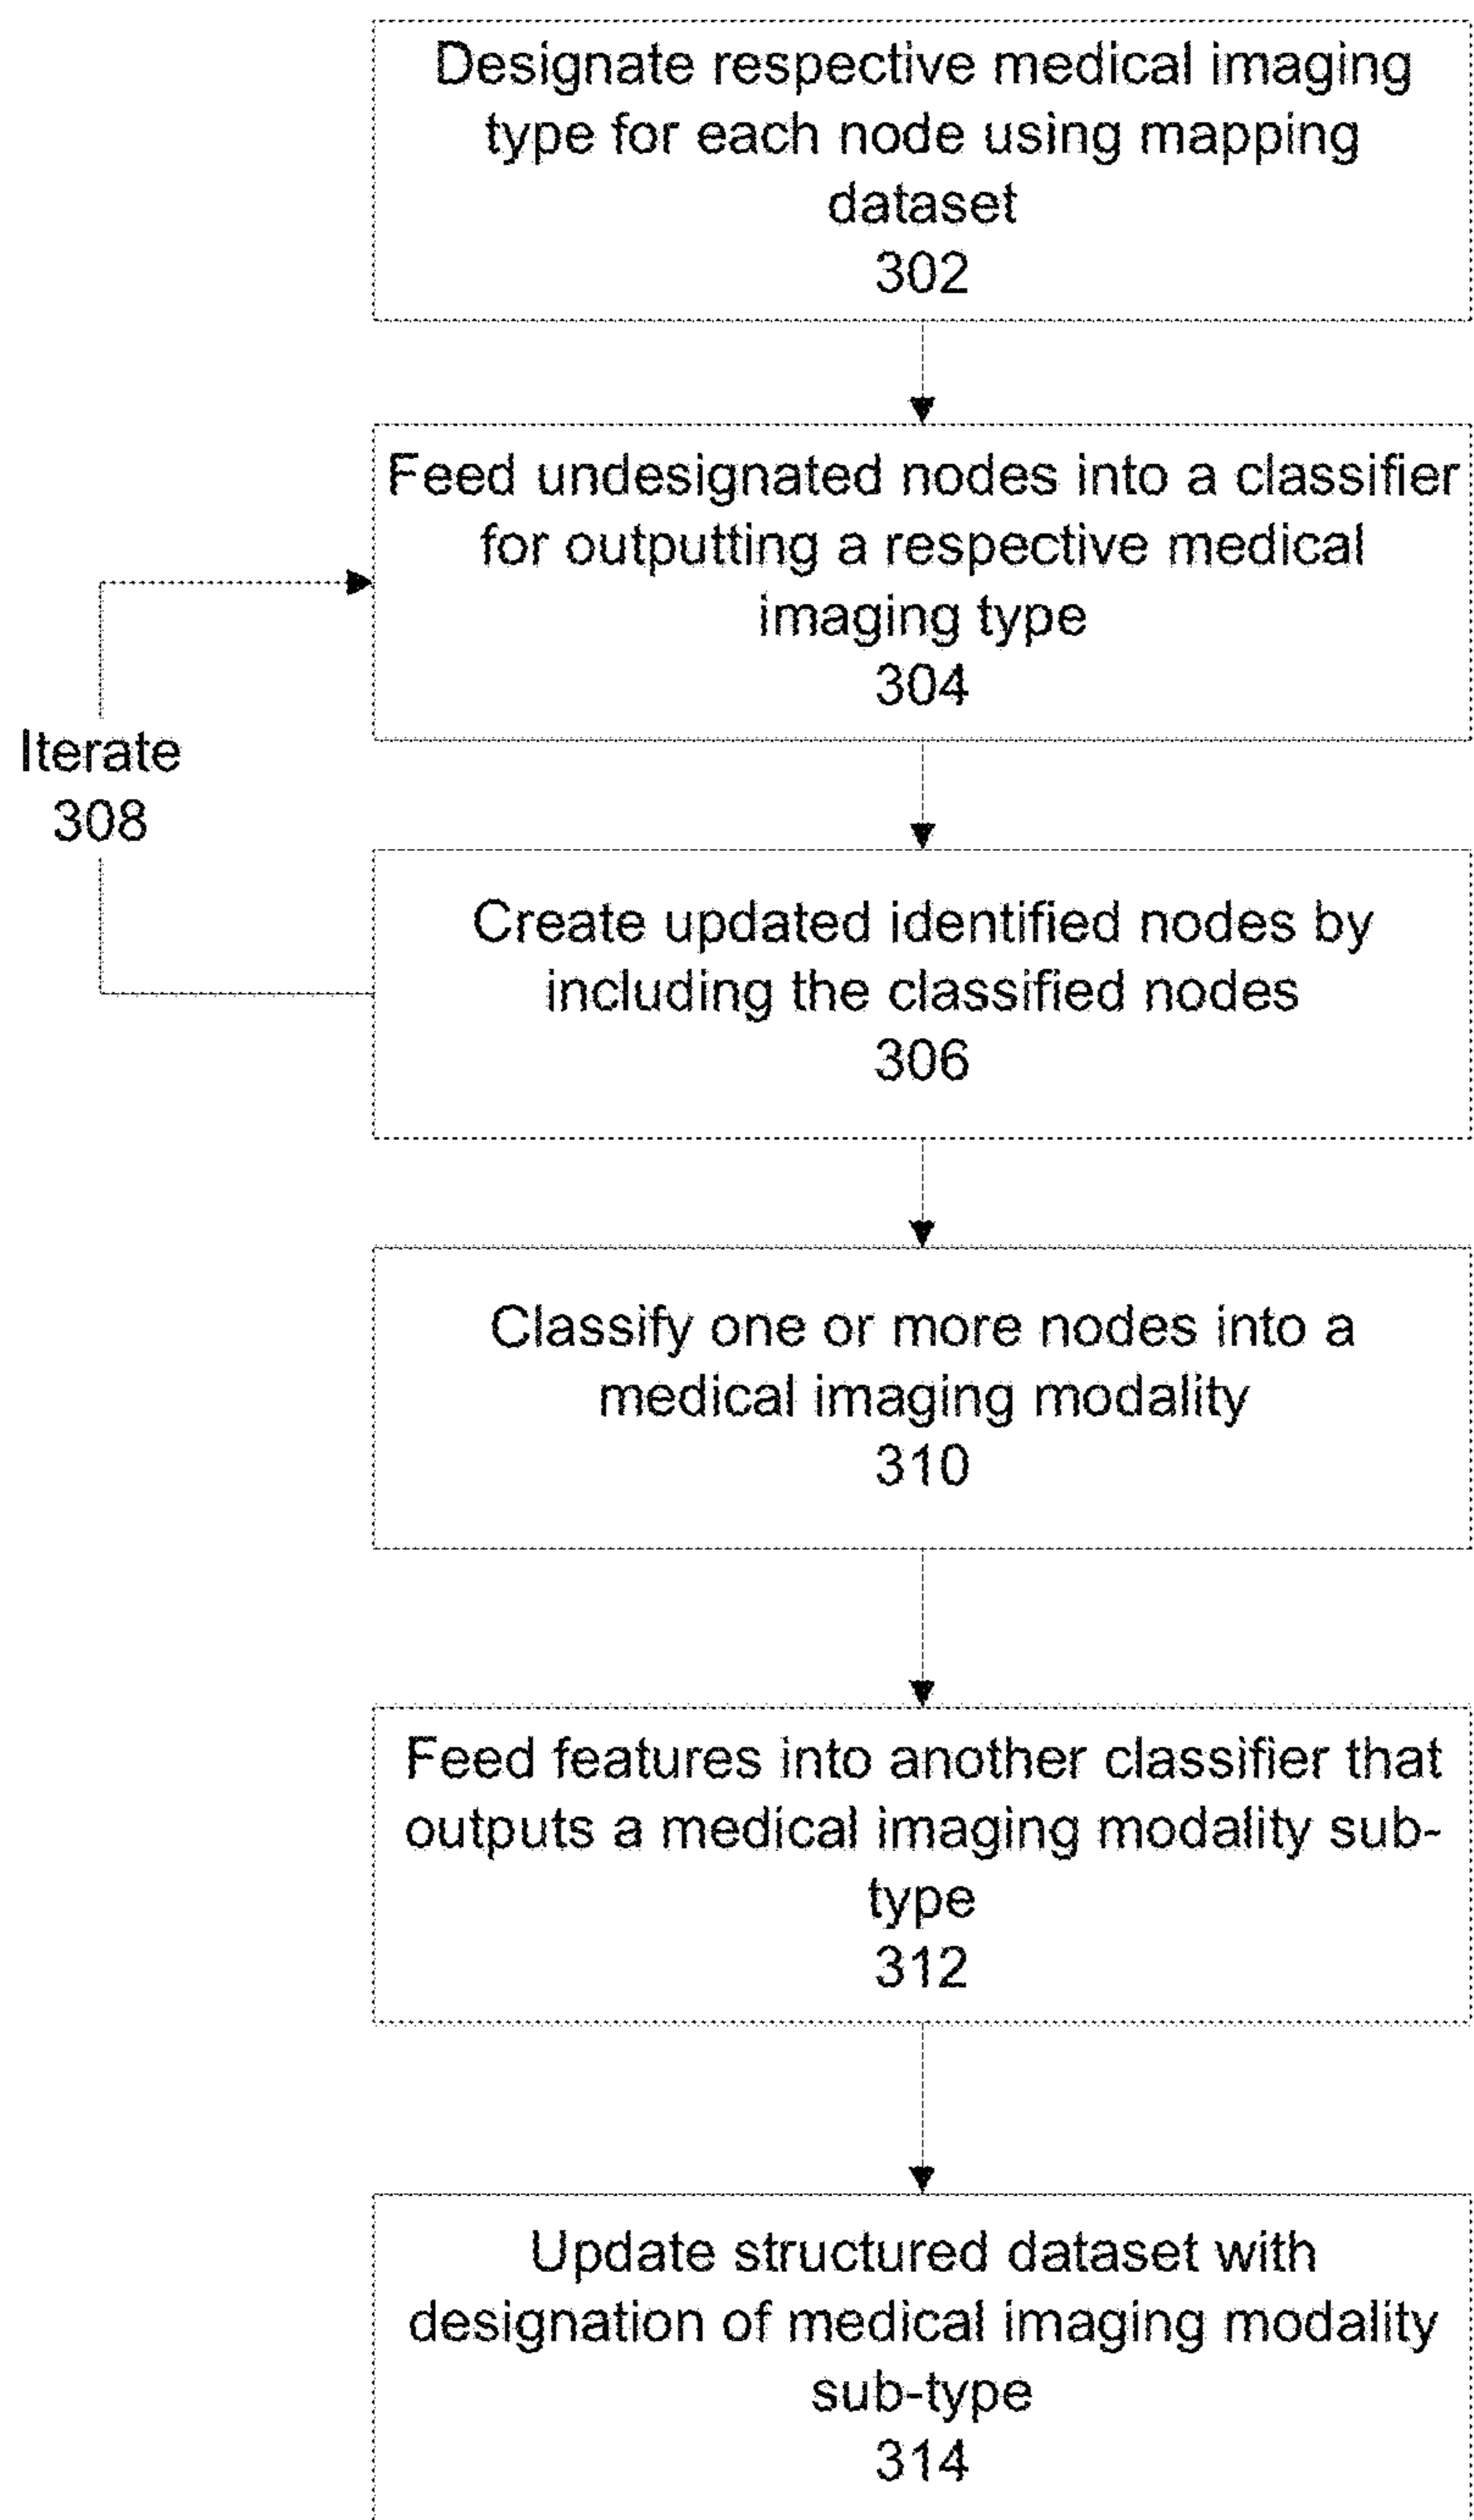 Designate respective medical imaging
type for each node using mapping
dataset
302
Feed undesignated nodes into a classifier
for outputting a respective medical
imaging type
304
Iterate
308
Create updated identified nodes by
including the classified nodes
306
Classify one or more nodes into a
medical imaging modality
310
Feed features into another classifier that
outputs a medical imaging modality sub-
type
312
Update structured dataset with
designation of medical imaging modality
sub-type
314